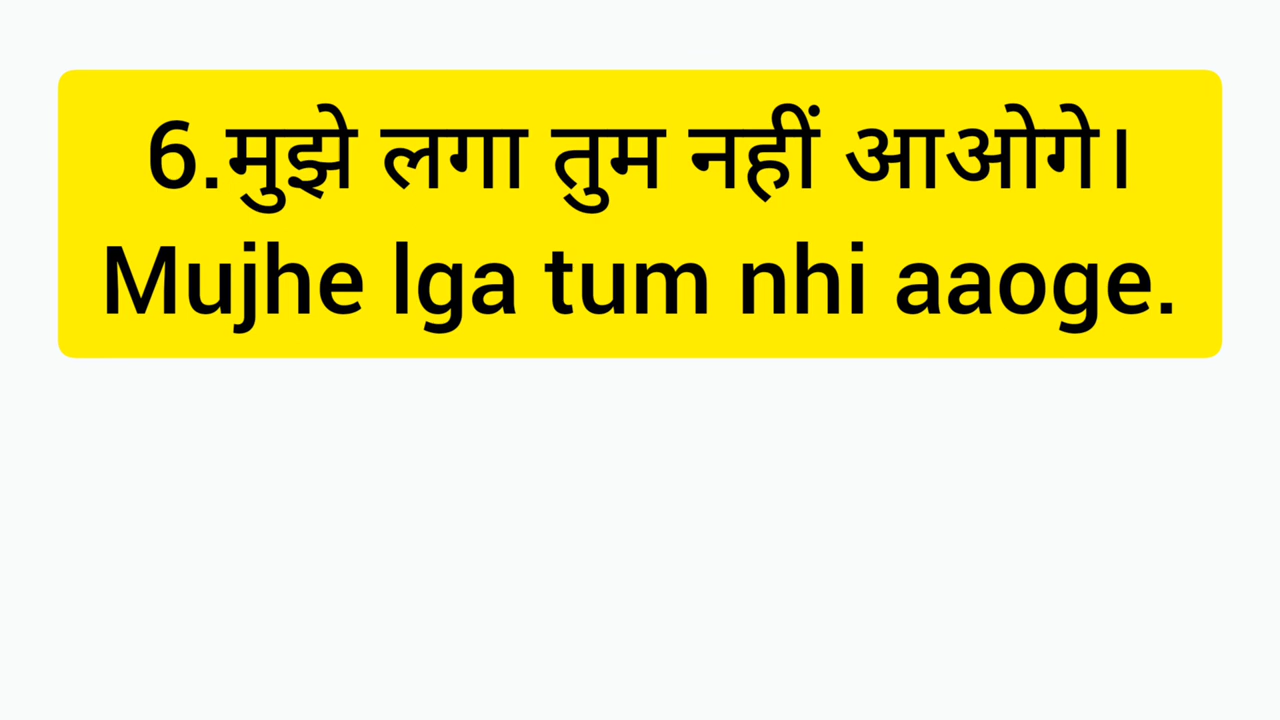 6.मुझे लगा तुम नहीं आओगे।
Mujhe lga tum nhi aaoge.